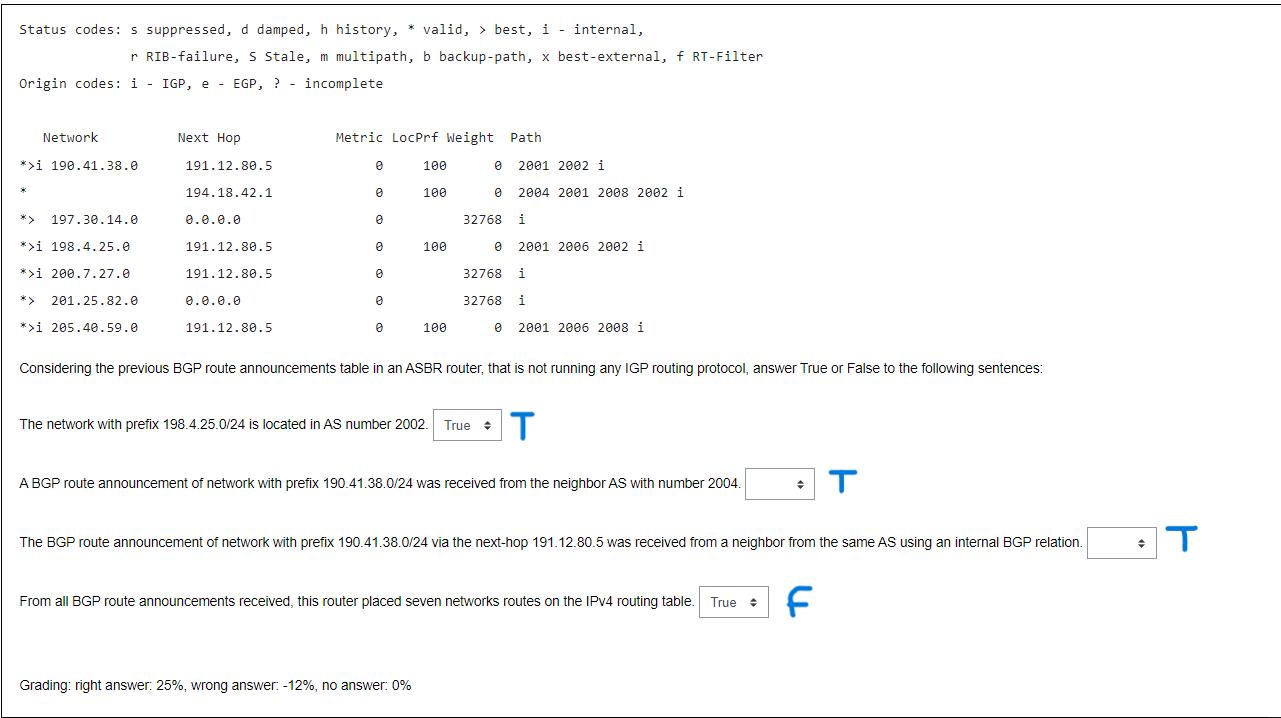 Status codes: s suppressed, d damped, h history, * valid, > best, i - internal,
r RIB-failure, S Stale, m multipath, b backup-path, x best-external, f RT-Filter
Origin codes: i - IGP, e - EGP, ? - incomplete
Network Next Hop Metric LocPrf Weight Path
*>i 190.41.38.0 191.12.80.5 0 100 0 2001 2002 i
* 194.18.42.1 0 100 0 2004 2001 2008 2002 i
*> 197.30.14.0 0.0.0.0 0 32768 i
*>i 198.4.25.0 191.12.80.5 0 100 0 2001 2006 2002 i
*>i 200.7.27.0 191.12.80.5 0 32768 i
*> 201.25.82.0 0.0.0.0 0 32768 i
*>i 205.40.59.0 191.12.80.5 0 100 0 2001 2006 2008 i
Considering the previous BGP route announcements table in an ASBR router, that is not running any IGP routing protocol, answer True or False to the following sentences:
The network with prefix 198.4.25.0/24 is located in AS number 2002. True T
A BGP route announcement of network with prefix 190.41.38.0/24 was received from the neighbor AS with number 2004. T
The BGP route announcement of network with prefix 190.41.38.0/24 via the next-hop 191.12.80.5 was received from a neighbor from the same AS using an internal BGP relation. T
From all BGP route announcements received, this router placed seven networks routes on the IPv4 routing table. True F
Grading: right answer: 25%, wrong answer: -12%, no answer: 0%